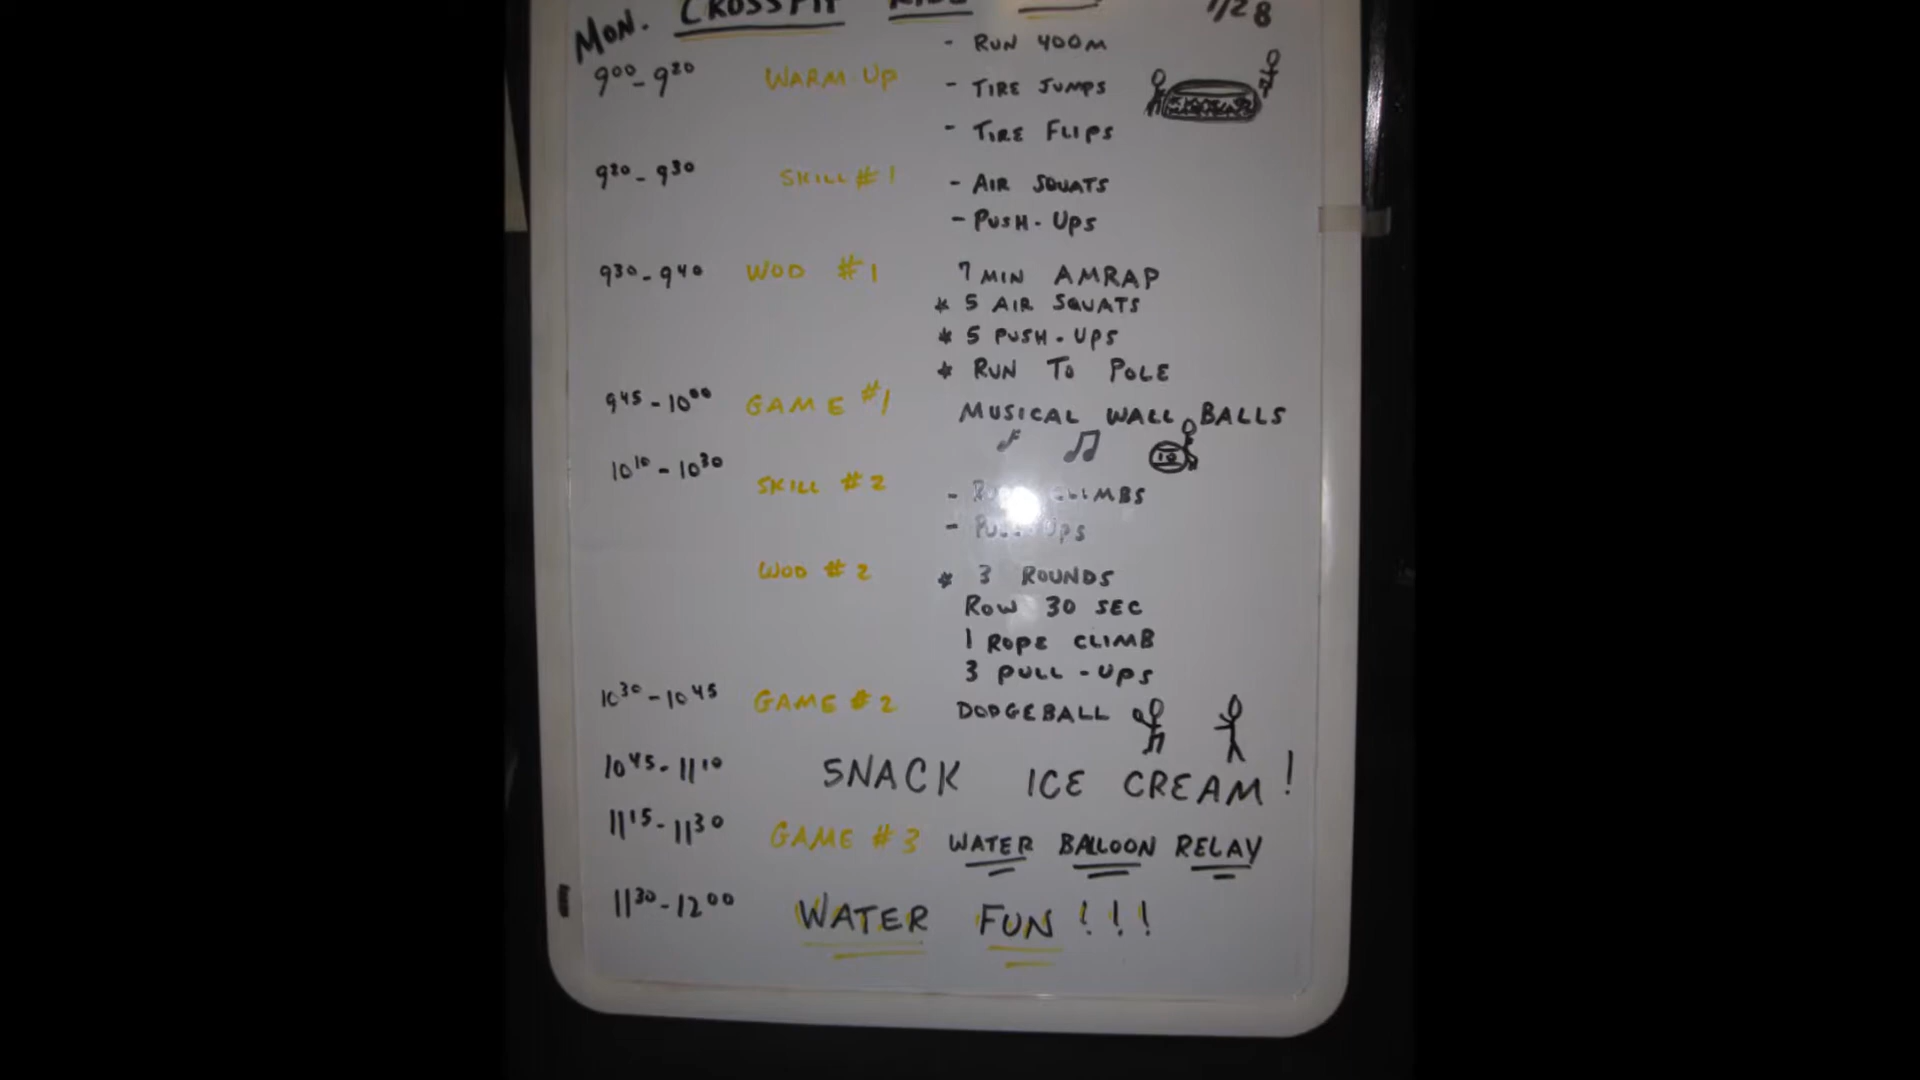 MON. CROSSFIT KIDS 1/28
- RUN 400M
9:00 - 9:20 WARM UP - TIRE JUMPS
- TIRE FLIPS
9:20 - 9:30 SKILL #1 - AIR SQUATS
- PUSH-UPS
9:30 - 9:40 WOD #1 7 MIN AMRAP
* 5 AIR SQUATS
* 5 PUSH-UPS
* RUN TO POLE
9:45 - 10:00 GAME #1 MUSICAL WALL BALLS
10
10:10 - 10:30 SKILL #2 - ROPE CLIMBS
- PULL-UPS
WOD #2 * 3 ROUNDS
ROW 30 SEC
1 ROPE CLIMB
3 PULL-UPS
10:30 - 10:45 GAME #2 DODGEBALL
10:45 - 11:10 SNACK ICE CREAM!
11:15 - 11:30 GAME #3 WATER BALLOON RELAY
11:30 - 12:00 WATER FUN!!!